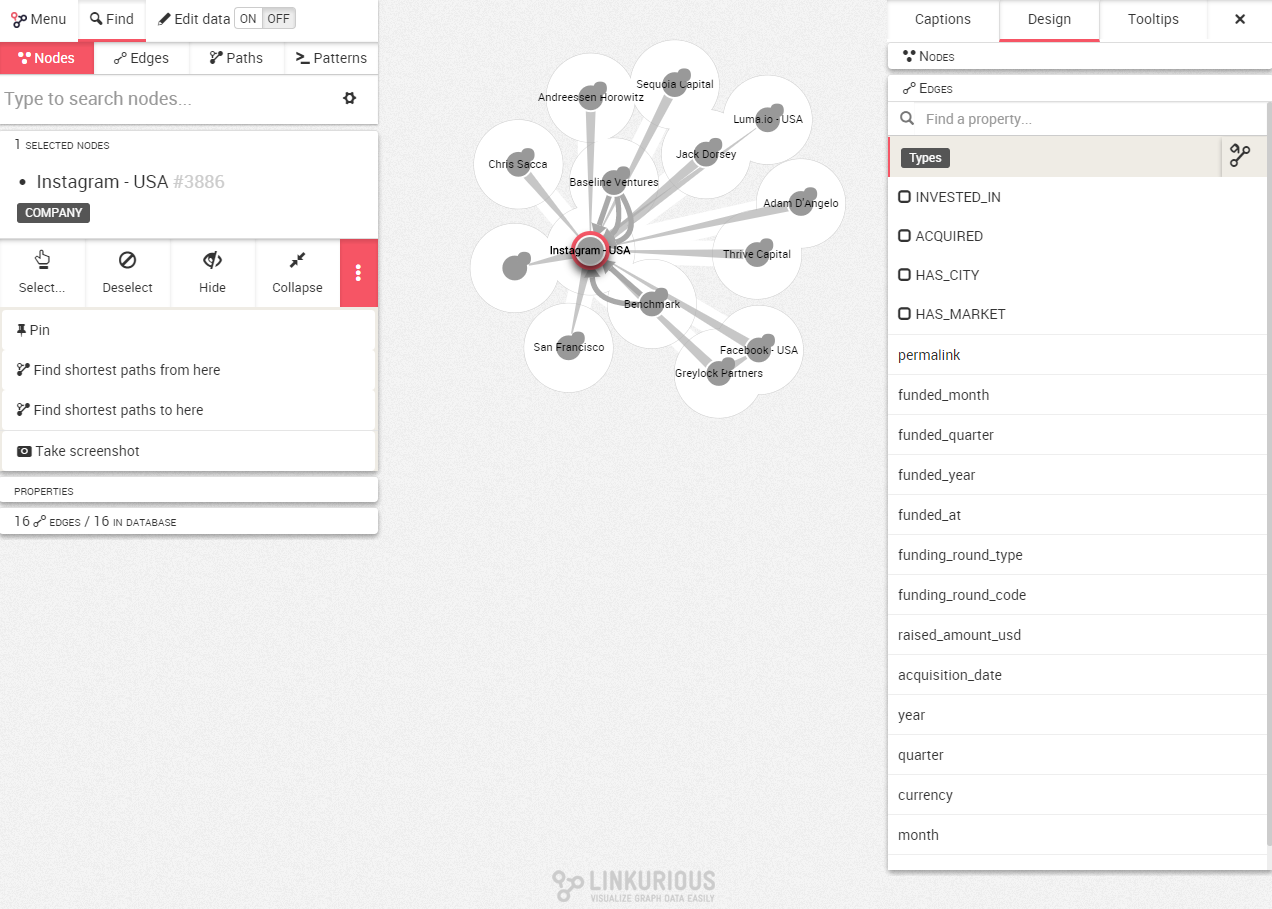 Menu
Find
Edit data
ON OFF
Nodes
Edges
Paths
Patterns
Type to search nodes...
1 SELECTED NODES
Instagram - USA #3886
COMPANY
Select...
Deselect
Hide
Collapse
Pin
Find shortest paths from here
Find shortest paths to here
Take screenshot
PROPERTIES
16 EDGES / 16 IN DATABASE
Andreessen Horowitz
Sequoia Capital
Luma.io - USA
Chris Sacca
Jack Dorsey
Baseline Ventures
Adam D'Angelo
Instagram - USA
Thrive Capital
Benchmark
San Francisco
Facebook - USA
Greylock Partners
LINKURIOUS
VISUALIZE GRAPH DATA EASILY
Captions
Design
Tooltips
NODES
EDGES
Find a property...
Types
INVESTED_IN
ACQUIRED
HAS_CITY
HAS_MARKET
permalink
funded_month
funded_quarter
funded_year
funded_at
funding_round_type
funding_round_code
raised_amount_usd
acquisition_date
year
quarter
currency
month